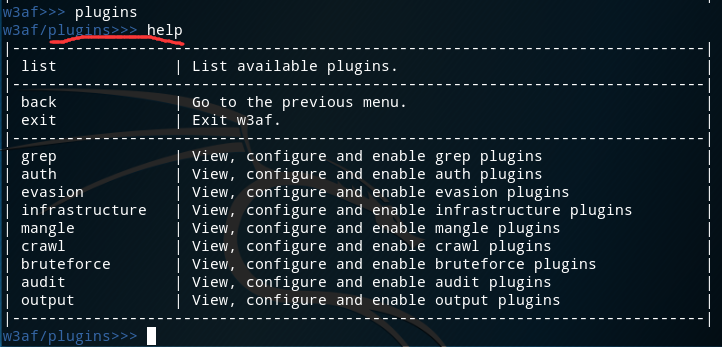 w3af>>> plugins
w3af/plugins>>> help
|-----------------------------------------------------------------------------|
| list             | List available plugins.                                  |
|-----------------------------------------------------------------------------|
| back             | Go to the previous menu.                                 |
| exit             | Exit w3af.                                               |
|-----------------------------------------------------------------------------|
| grep             | View, configure and enable grep plugins                  |
| auth             | View, configure and enable auth plugins                  |
| evasion          | View, configure and enable evasion plugins               |
| infrastructure   | View, configure and enable infrastructure plugins        |
| mangle           | View, configure and enable mangle plugins                |
| crawl            | View, configure and enable crawl plugins                 |
| bruteforce       | View, configure and enable bruteforce plugins            |
| audit            | View, configure and enable audit plugins                 |
| output           | View, configure and enable output plugins                |
|-----------------------------------------------------------------------------|
w3af/plugins>>>